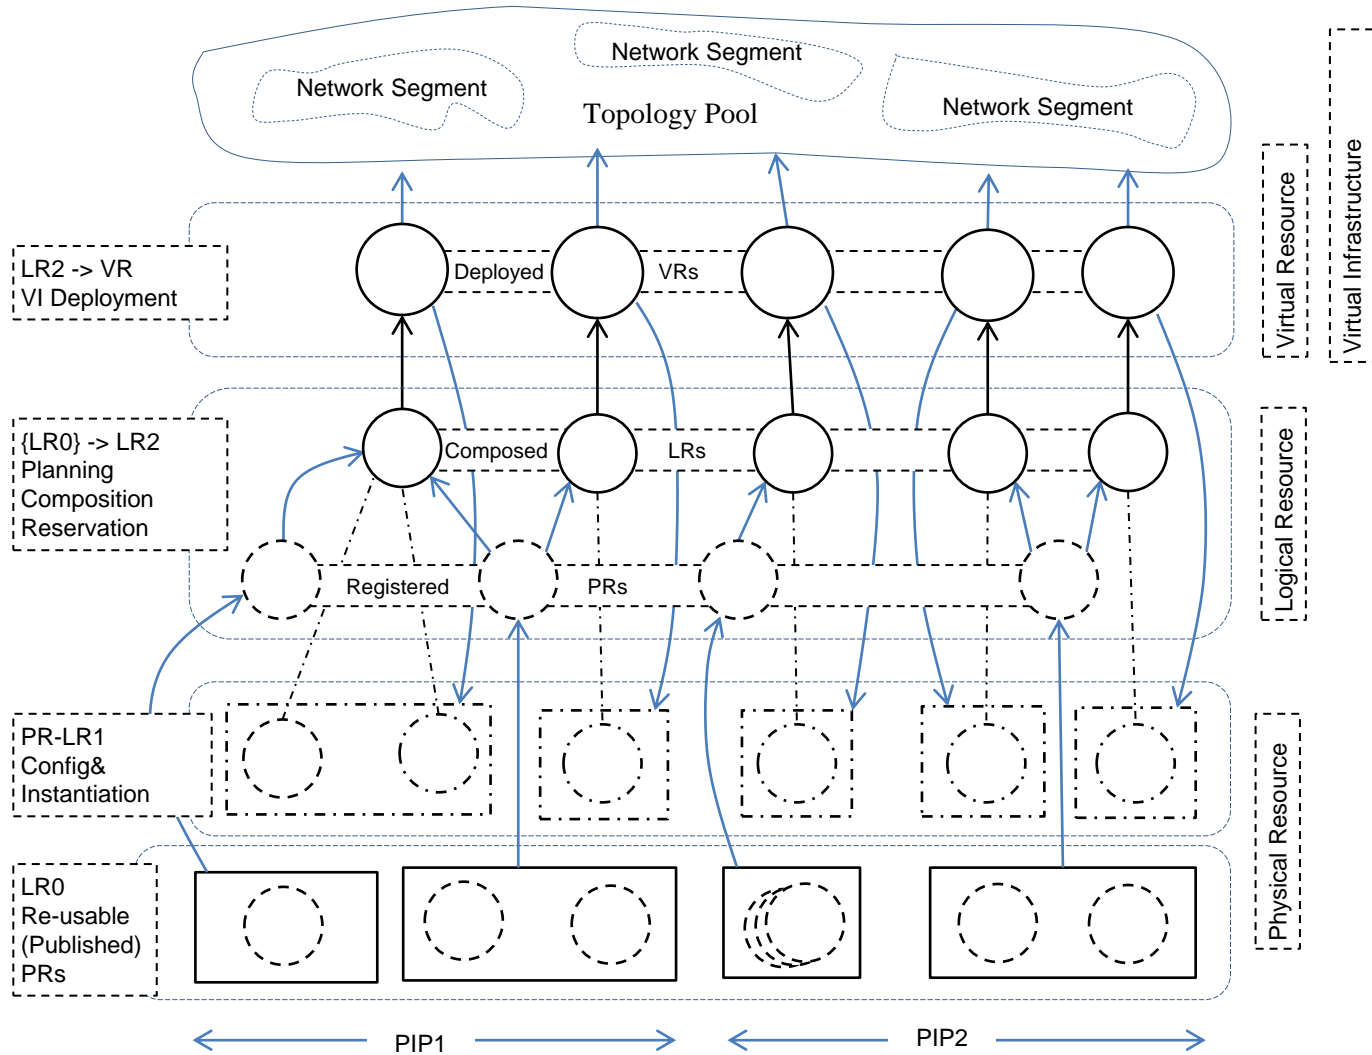 Network Segment
Network Segment
Network Segment
Topology Pool
Virtual Infrastructure
Virtual Resource
LR2 -> VR
VI Deployment
Deployed
VRs
{LR0} -> LR2
Planning
Composition
Reservation
Composed
LRs
Logical Resource
Registered
PRs
PR-LR1
Config&
Instantiation
Physical Resource
LR0
Re-usable
(Published)
PRs
PIP1
PIP2